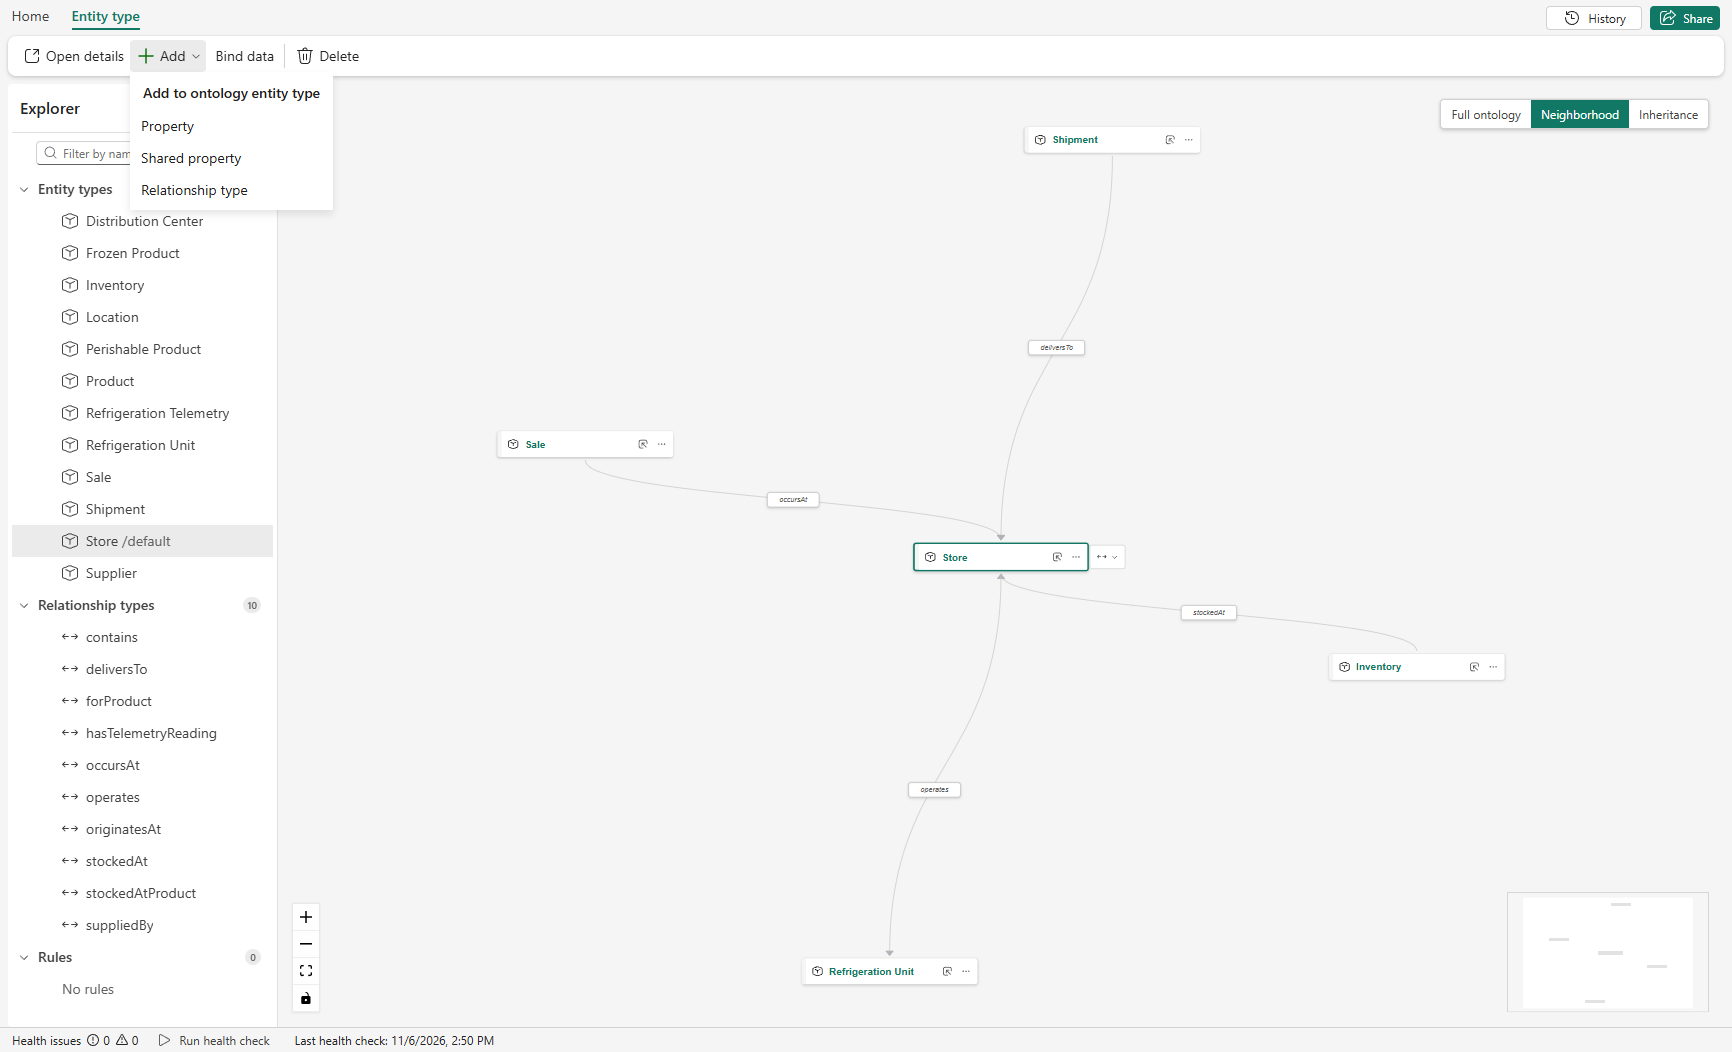 Home
Entity type
History
Share
Open details
Add
Bind data
Delete
Add to ontology entity type
Property
Shared property
Relationship type
Explorer
Filter by nam
Entity types
Distribution Center
Frozen Product
Inventory
Location
Perishable Product
Product
Refrigeration Telemetry
Refrigeration Unit
Sale
Shipment
Store /default
Supplier
Relationship types 10
contains
deliversTo
forProduct
hasTelemetryReading
occursAt
operates
originatesAt
stockedAt
stockedAtProduct
suppliedBy
Rules 0
No rules
Full ontology
Neighborhood
Inheritance
Shipment
deliversTo
Sale
occursAt
Store
stockedAt
Inventory
operates
Refrigeration Unit
Health issues 0 0
Run health check
Last health check: 11/6/2026, 2:50 PM